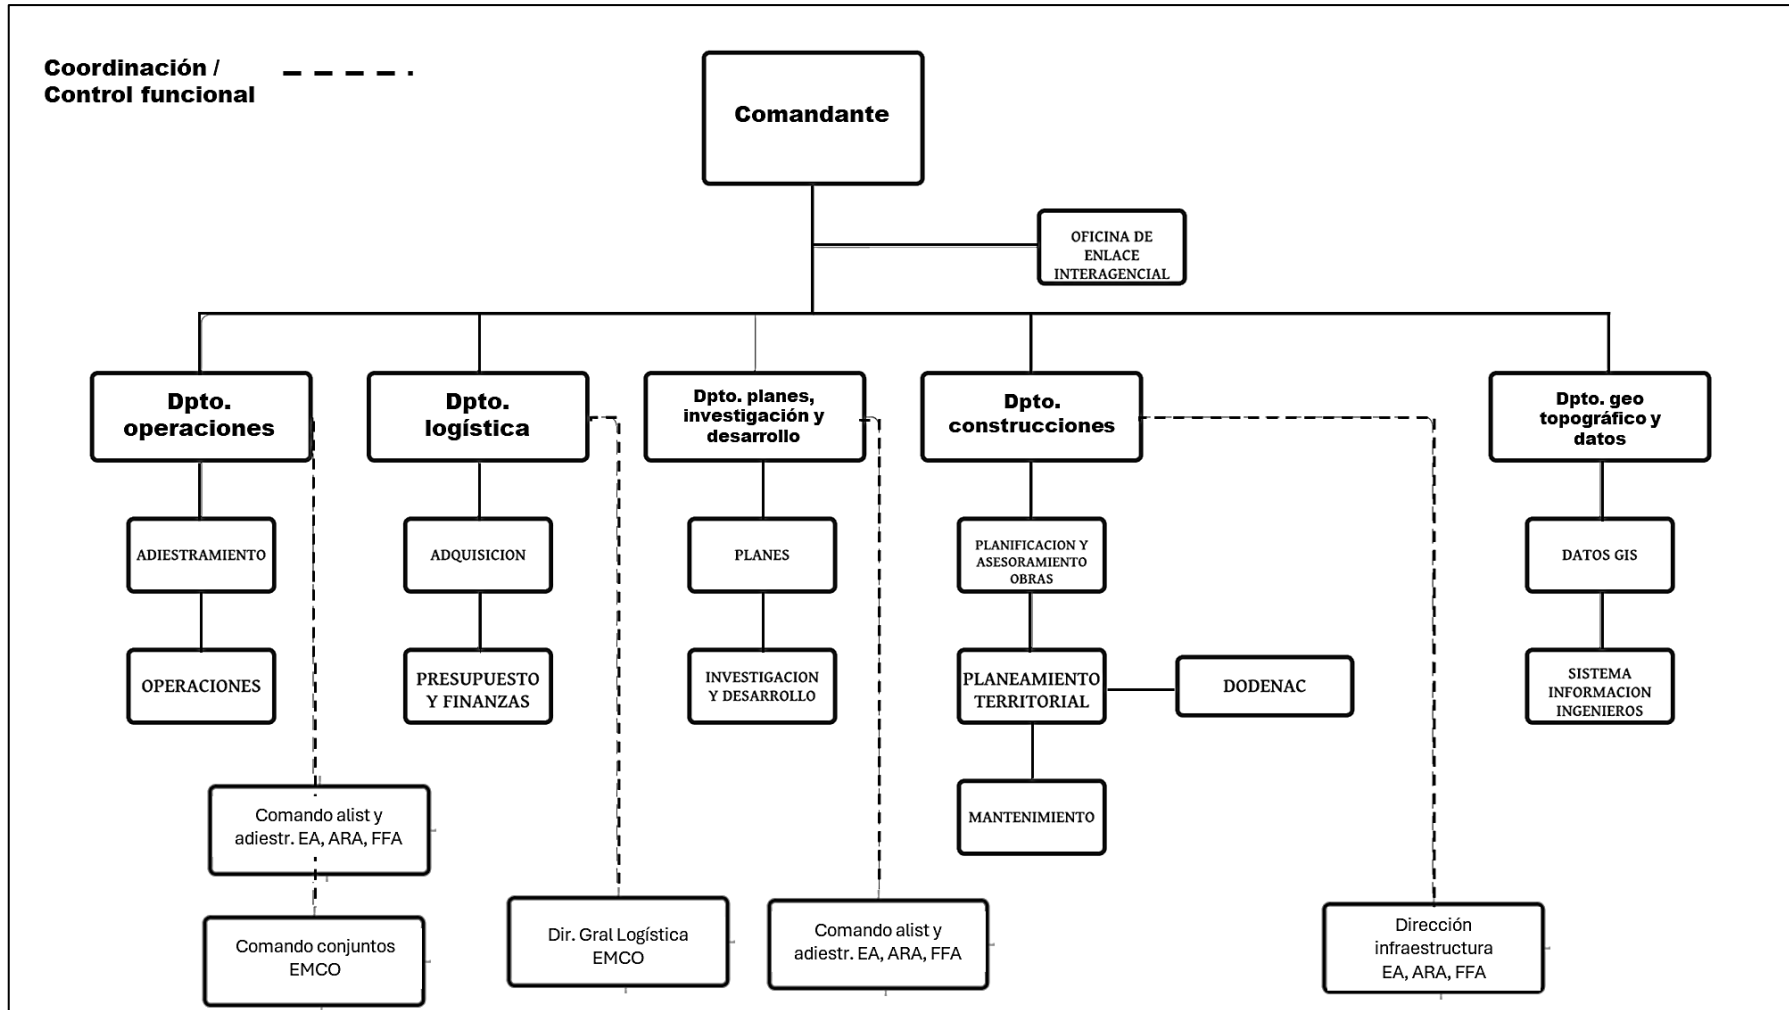 Coordinación /
Control funcional
Comandante
OFICINA DE
ENLACE
INTERAGENCIAL
Dpto.
operaciones
Dpto.
logística
Dpto. planes,
investigación y
desarrollo
Dpto.
construcciones
Dpto. geo
topográfico y
datos
ADIESTRAMIENTO
ADQUISICION
PLANES
PLANIFICACION Y
ASESORAMIENTO
OBRAS
DATOS GIS
OPERACIONES
PRESUPUESTO
Y FINANZAS
INVESTIGACION
Y DESARROLLO
PLANEAMIENTO
TERRITORIAL
DODENAC
SISTEMA
INFORMACION
INGENIEROS
MANTENIMIENTO
Comando alist y
adiestr. EA, ARA, FFA
Comando conjuntos
EMCO
Dir. Gral Logística
EMCO
Comando alist y
adiestr. EA, ARA, FFA
Dirección
infraestructura
EA, ARA, FFA